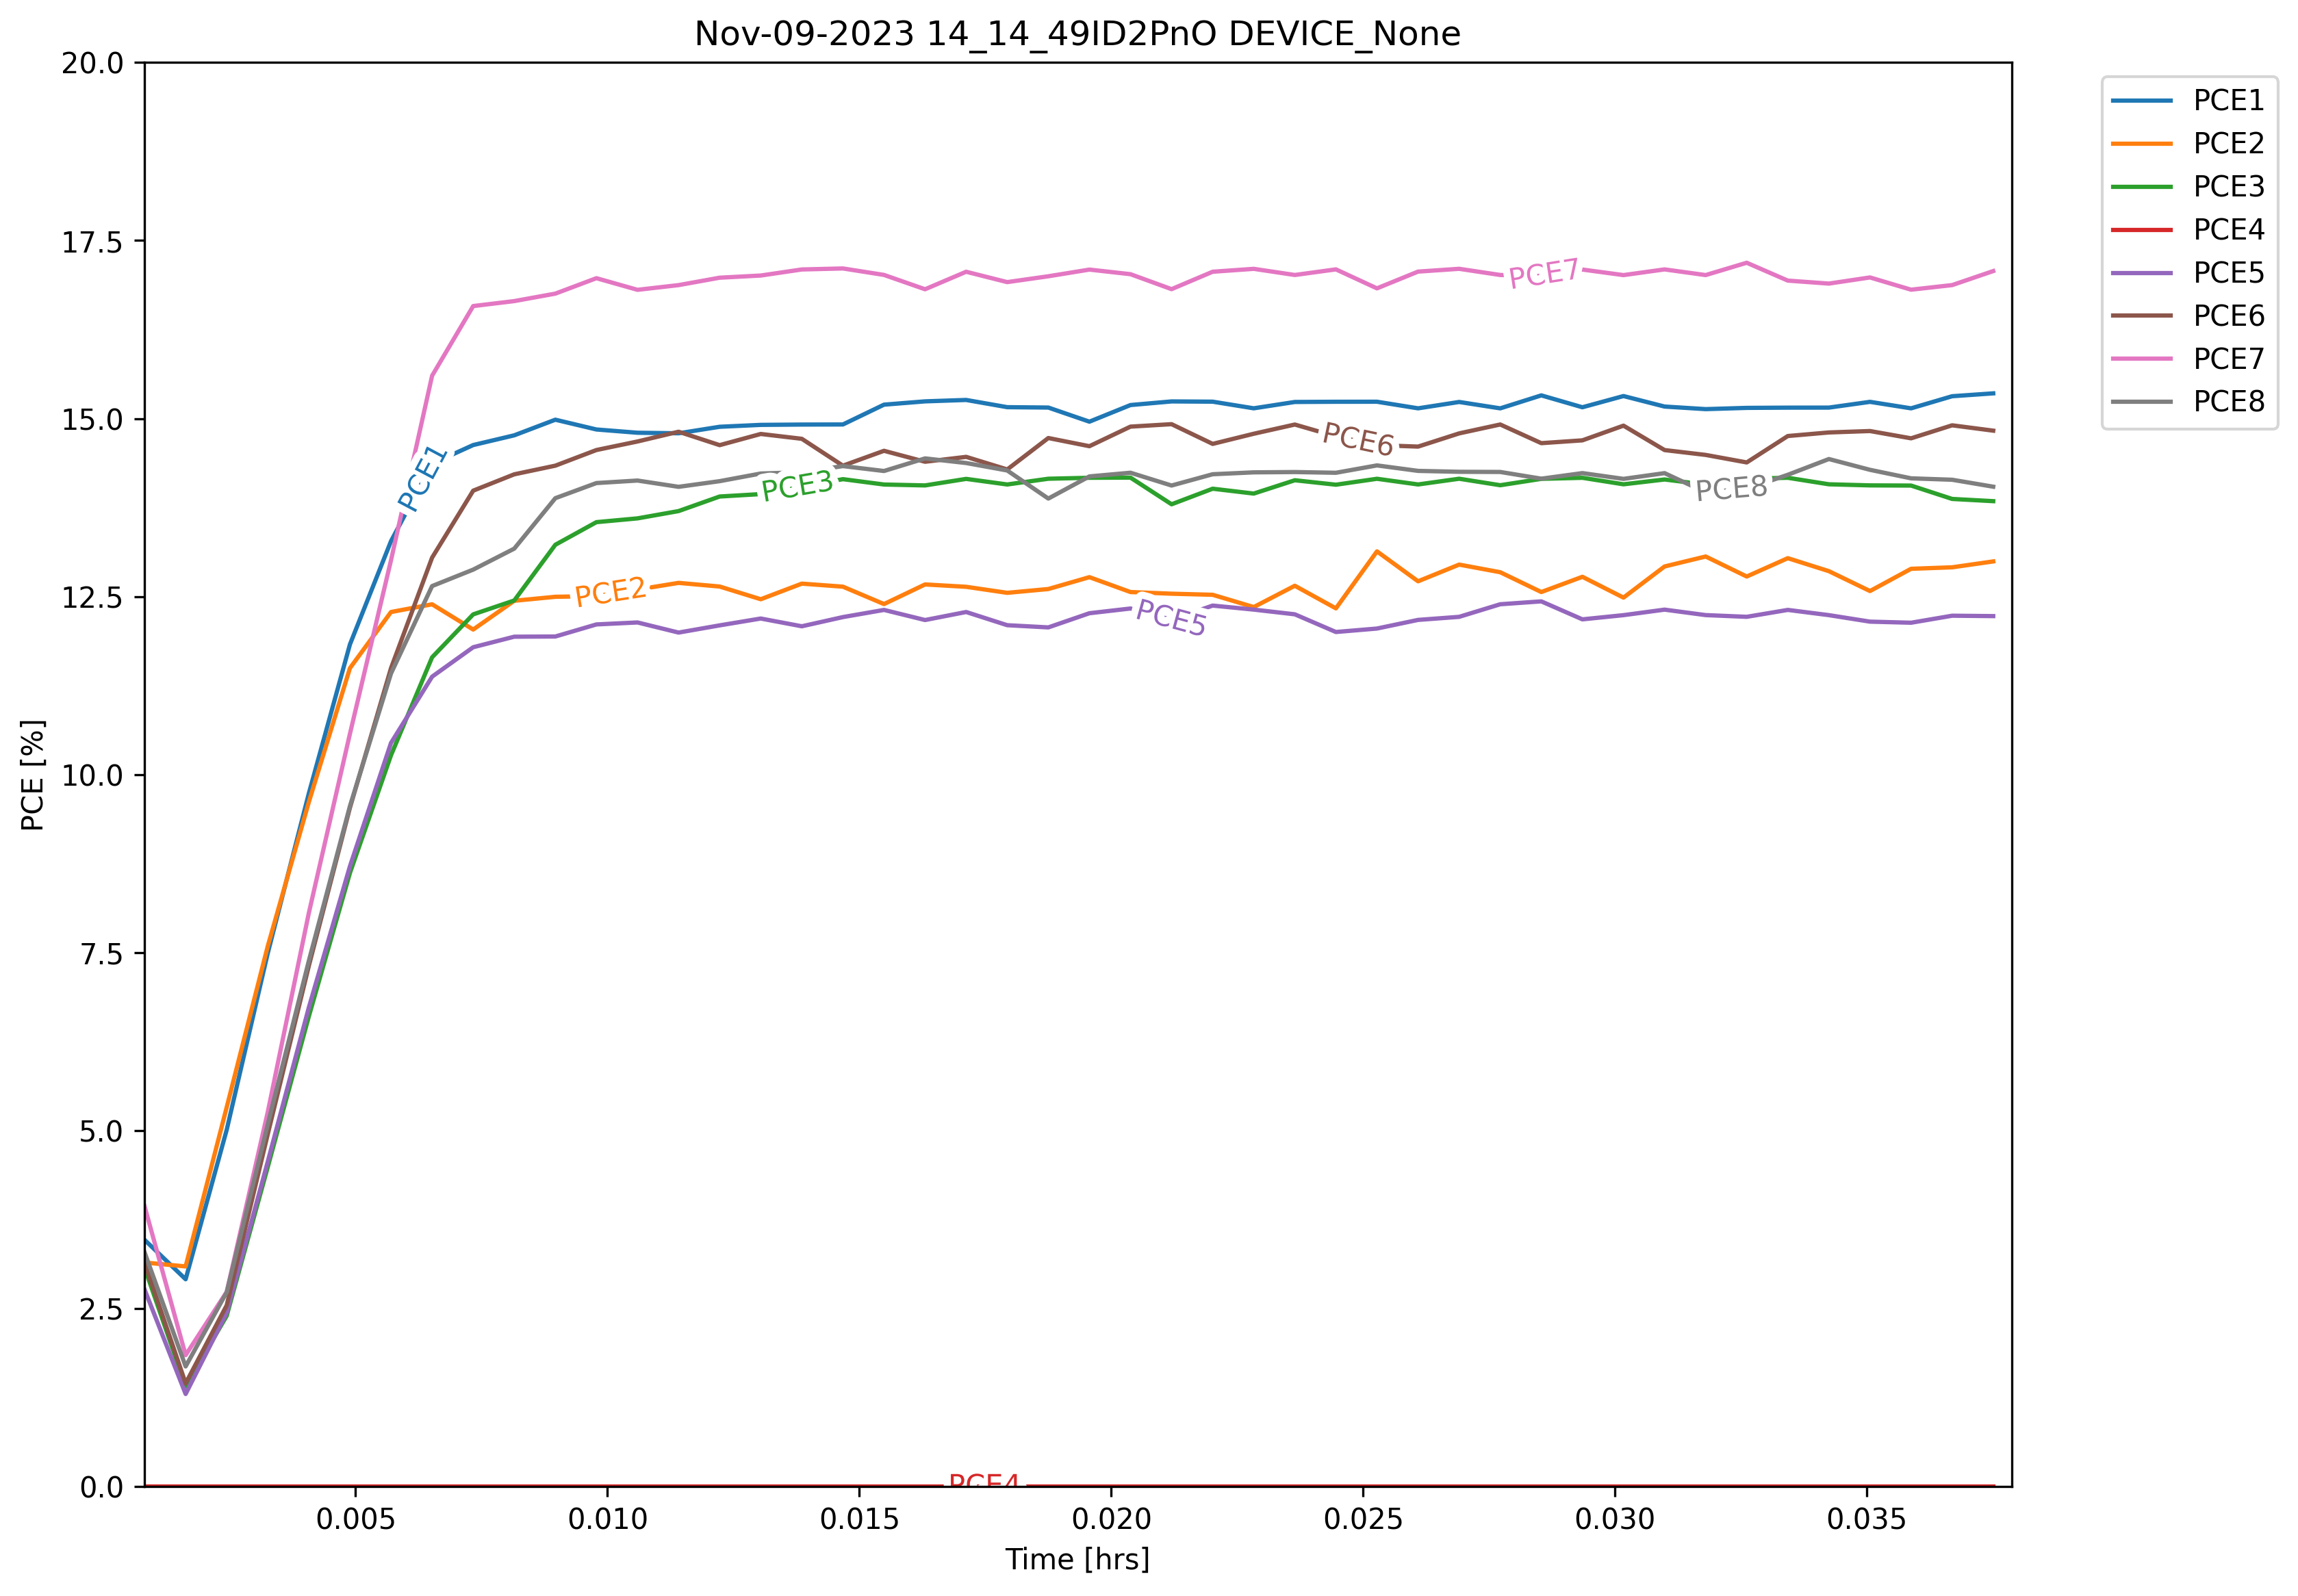 Nov-09-2023 14_14_49ID2PnO DEVICE_None
20.0
17.5
15.0
12.5
10.0
7.5
5.0
2.5
0.0
PCE [%]
PCE1
PCE2
PCE3
PCE4
PCE5
PCE6
PCE7
PCE8
0.005 0.010 0.015 0.020 0.025 0.030 0.035
Time [hrs]
PCE1
PCE2
PCE3
PCE4
PCE5
PCE6
PCE7
PCE8